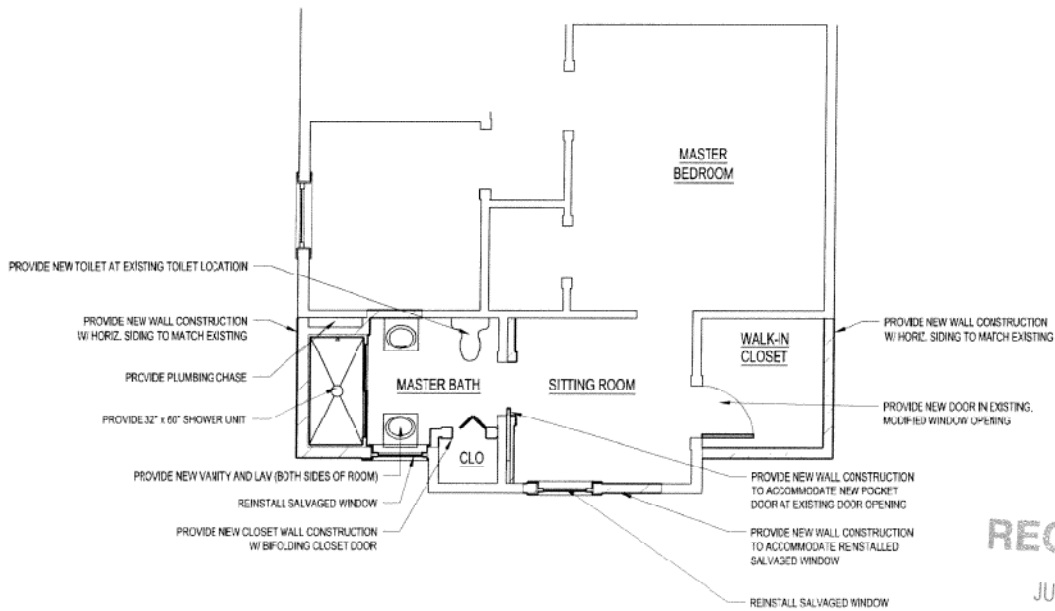 MASTER
BEDROOM
PROVIDE NEW TOILET AT EXISTING TOILET LOCATION
PROVIDE NEW WALL CONSTRUCTION
W/ HORIZ. SIDING TO MATCH EXISTING
PROVIDE PLUMBING CHASE
PROVIDE 32" x 60" SHOWER UNIT
PROVIDE NEW VANITY AND LAV (BOTH SIDES OF ROOM)
REINSTALL SALVAGED WINDOW
PROVIDE NEW CLOSET WALL CONSTRUCTION
W/ BIFOLDING CLOSET DOOR
MASTER BATH
CLO
SITTING ROOM
WALK-IN
CLOSET
PROVIDE NEW WALL CONSTRUCTION
W/ HORIZ. SIDING TO MATCH EXISTING
PROVIDE NEW DOOR IN EXISTING,
MODIFIED WINDOW OPENING
PROVIDE NEW WALL CONSTRUCTION
TO ACCOMMODATE NEW POCKET
DOOR AT EXISTING DOOR OPENING
PROVIDE NEW WALL CONSTRUCTION
TO ACCOMMODATE REINSTALLED
SALVAGED WINDOW
REINSTALL SALVAGED WINDOW
JU